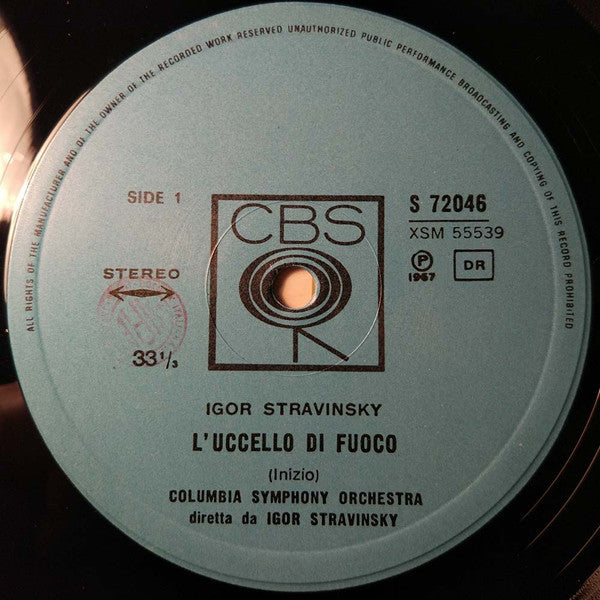 ALL RIGHTS OF THE MANUFACTURER AND OF THE OWNER OF THE RECORDED WORK RESERVED UNAUTHORIZED PUBLIC PERFORMANCE BROADCASTING AND COPYING OF THIS RECORD PROHIBITED
SIDE 1
CBS
S 72046
XSM 55539
STEREO
℗ DR
1967
33 1/3
IGOR STRAVINSKY
L'UCCELLO DI FUOCO
(Inizio)
COLUMBIA SYMPHONY ORCHESTRA
diretta da IGOR STRAVINSKY